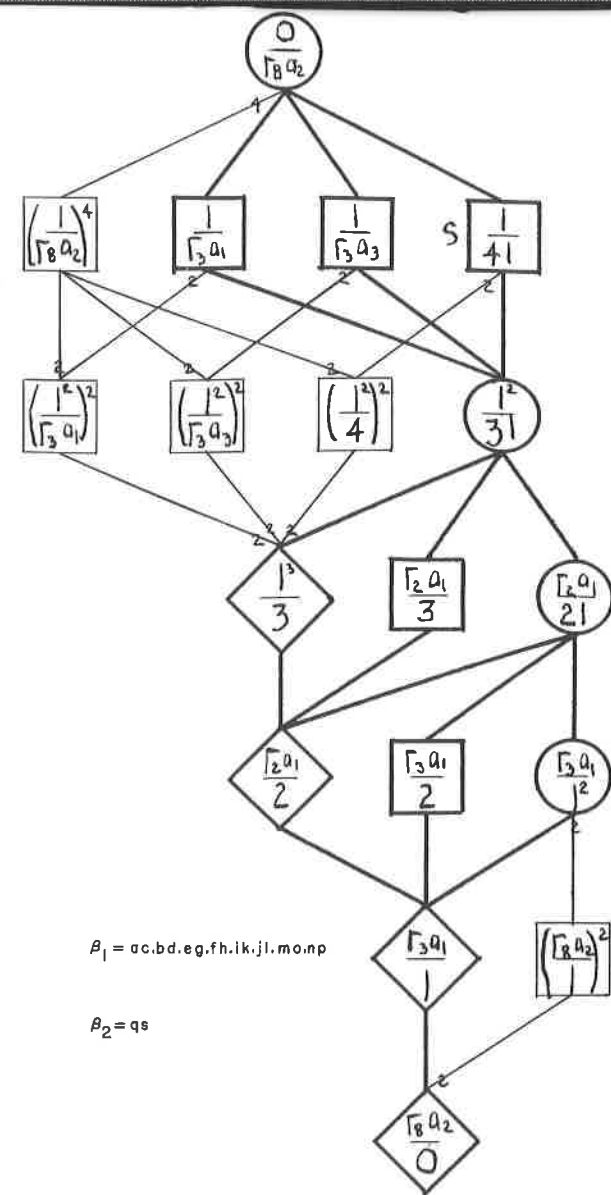 0
Γ₈a₂
4
(1/Γ₈a₂)⁴
1/Γ₃a₁
1/Γ₃a₃
S
1/41
2 2 2
2 2 2
(1²/Γ₃a₁)²
(1²/Γ₃a₃)²
(1²/4)²
1²/31
2 2 2
1³/3
Γ₂a₁/3
Γ₂a₁/21
Γ₂a₁/2
Γ₃a₁/2
Γ₃a₁/1²
2
β₁ = ac.bd.eg.fh.ik.jl.mo.np
Γ₃a₁/1
(Γ₈a₂/1)²
β₂ = qs
2
Γ₈a₂/0